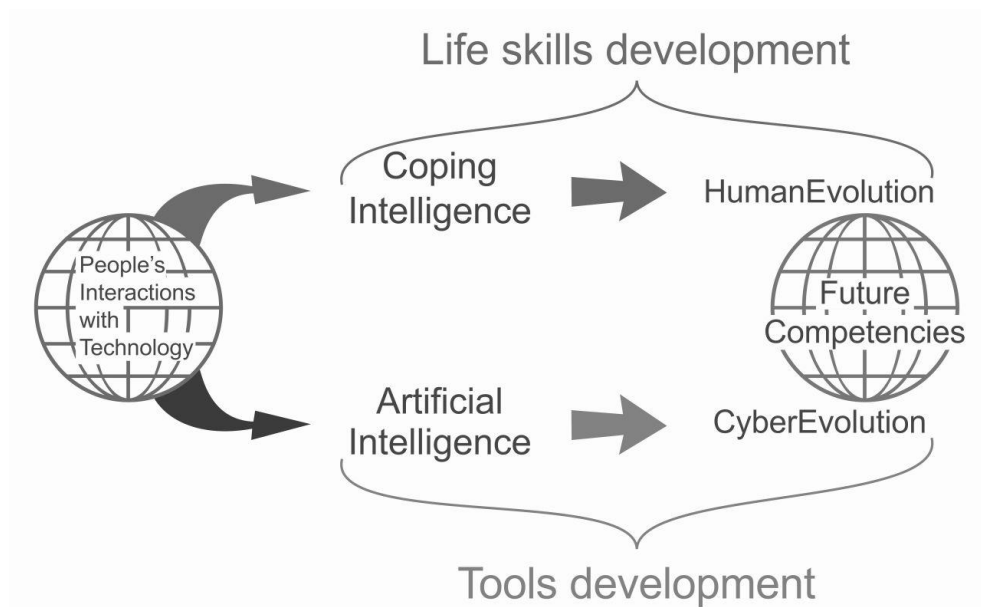 Life skills development
Coping
Intelligence
HumanEvolution
People's
Interactions
with
Technology
Future
Competencies
Artificial
Intelligence
CyberEvolution
Tools development